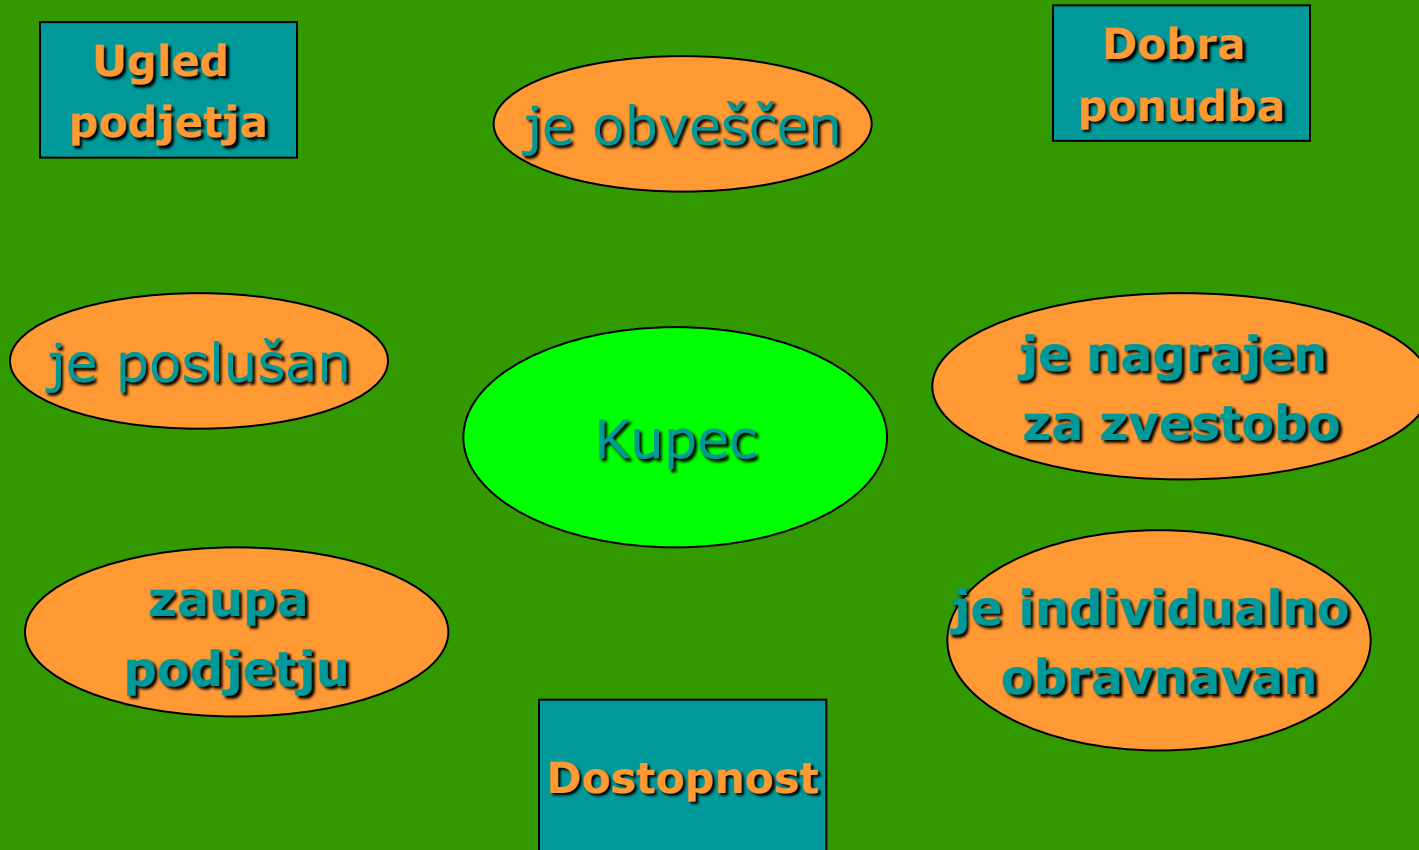 Ugled
podjetja
je obveščen
Dobra
ponudba
je poslušan
Kupec
je nagrajen
za zvestobo
zaupa
podjetju
je individualno
obravnavan
Dostopnost